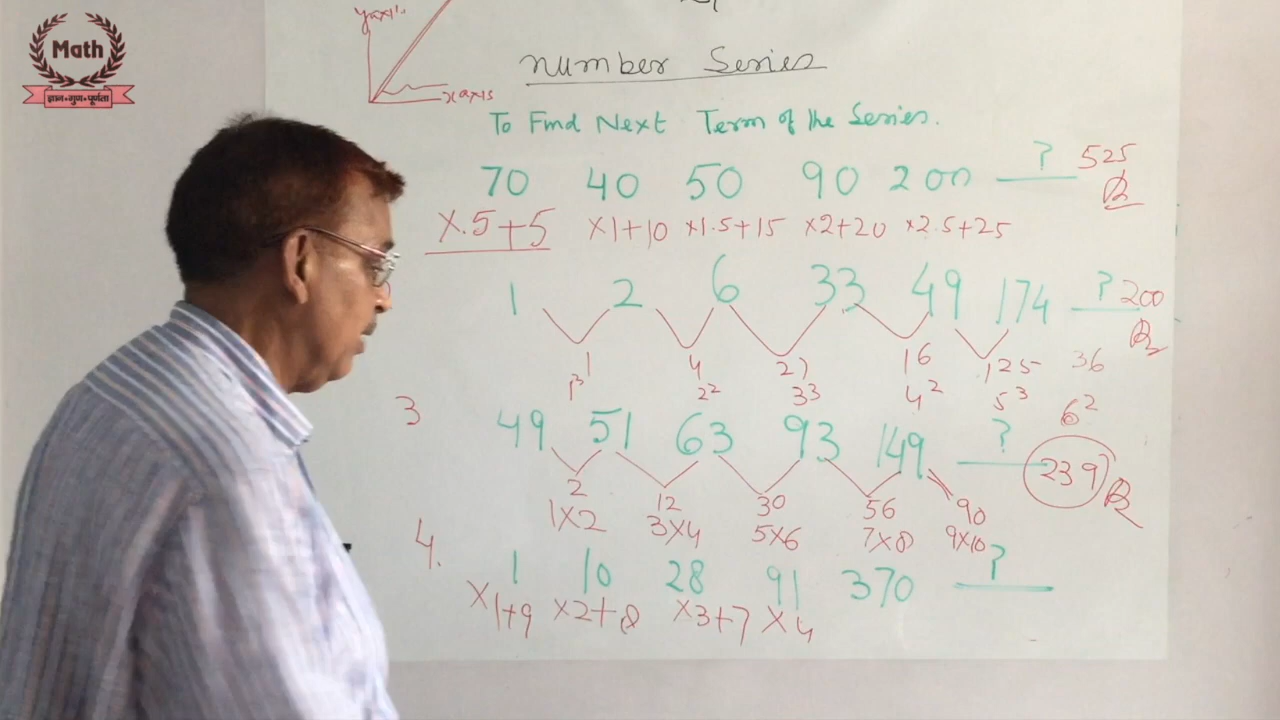 Math
ज्ञान•गुण•पूर्णता
yaxis
xaxis
Number Series
To Find Next Term of the Series.
70 40 50 90 200 ? 525
×.5+5 ×1+10 ×1.5+15 ×2+20 ×2.5+25
1 2 6 33 49 174 ? 200
1 4 27 16 125 36
1³ 2² 3³ 4² 5³ 6²
3 49 51 63 93 149 ? 239
2 12 30 56 90
1×2 3×4 5×6 7×8 9×10
4. 1 10 28 91 370 ?
×1+9 ×2+8 ×3+7 ×4